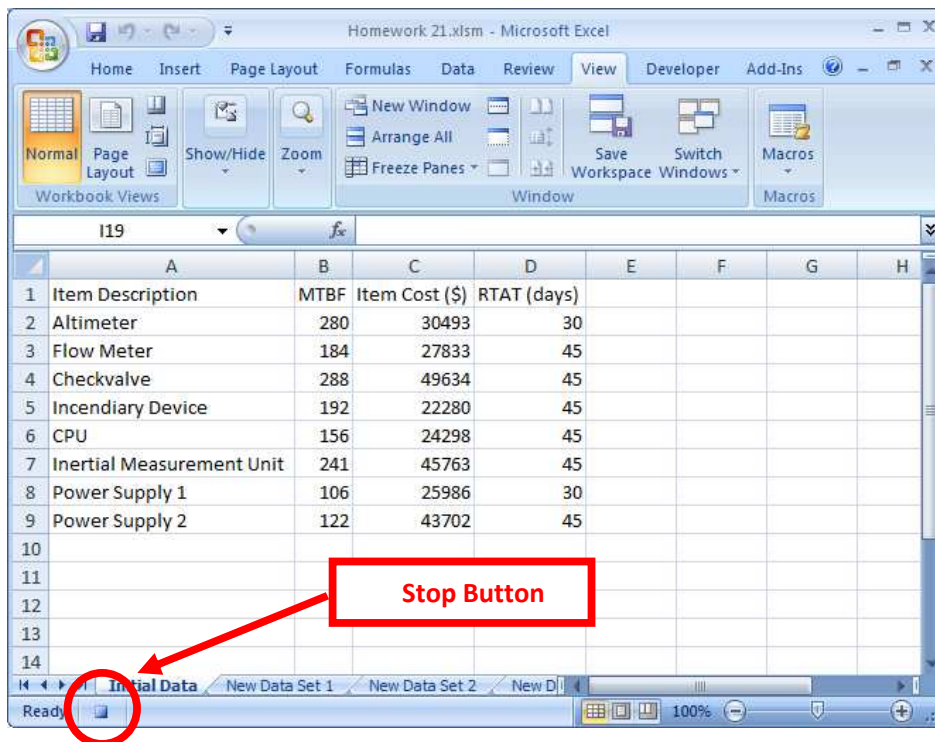 Homework 21.xlsm - Microsoft Excel
Home Insert Page Layout Formulas Data Review View Developer Add-Ins
Normal
Page Layout
Show/Hide
Zoom
New Window
Arrange All
Freeze Panes
Save Workspace
Switch Windows
Macros
Workbook Views
Window
Macros
I19
fx
A B C D E F G H
1 Item Description MTBF Item Cost ($) RTAT (days)
2 Altimeter 280 30493 30
3 Flow Meter 184 27833 45
4 Checkvalve 288 49634 45
5 Incendiary Device 192 22280 45
6 CPU 156 24298 45
7 Inertial Measurement Unit 241 45763 45
8 Power Supply 1 106 25986 30
9 Power Supply 2 122 43702 45
10
11
12
13
14
Stop Button
Initial Data New Data Set 1 New Data Set 2 New D
Ready 100%